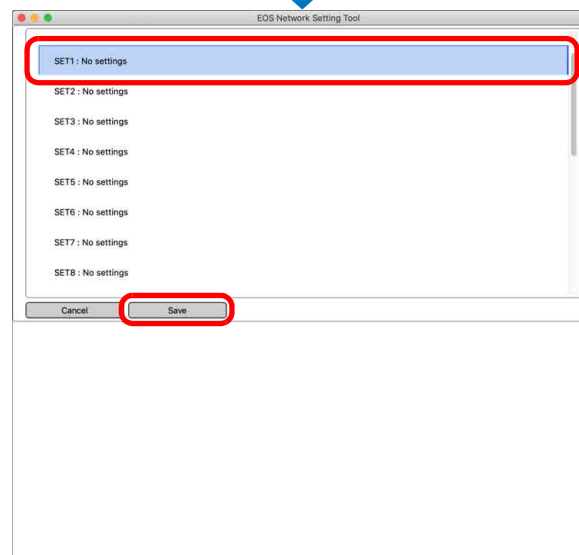 EOS Network Setting Tool
SET1 : No settings
SET2 : No settings
SET3 : No settings
SET4 : No settings
SET5 : No settings
SET6 : No settings
SET7 : No settings
SET8 : No settings
Cancel Save